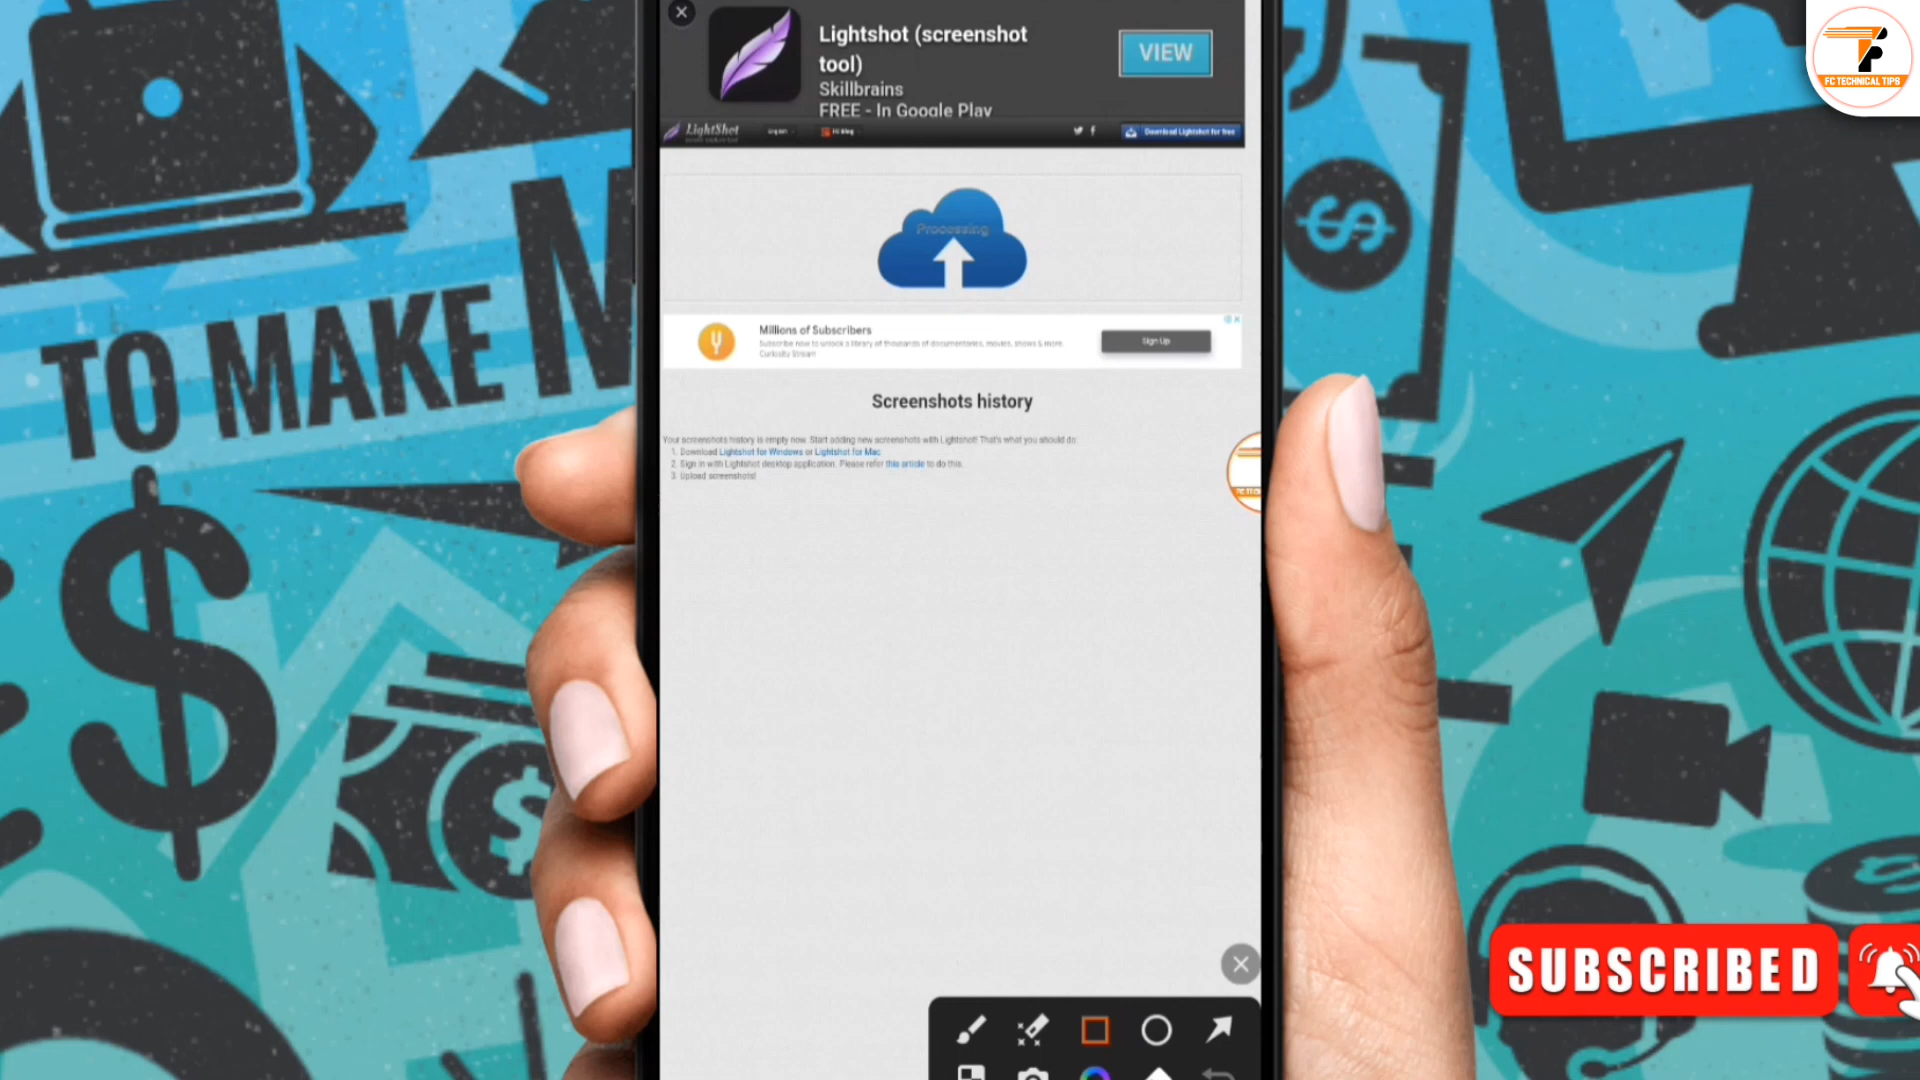 Lightshot (screenshot
tool)
Skillbrains
FREE - In Google Play
VIEW
LightShot
English
Download Lightshot for free
Processing
Millions of Subscribers
Subscribe now to unlock a library of thousands of documentaries, movies, shows & more.
Curiosity Stream
Sign Up
Screenshots history
Your screenshots history is empty now. Start adding new screenshots with Lightshot! That's what you should do:
1. Download Lightshot for Windows or Lightshot for Mac
2. Sign in with Lightshot desktop application. Please refer this article to do this.
3. Upload screenshots!
TO MAKE M
FC TECHNICAL TIPS
SUBSCRIBED